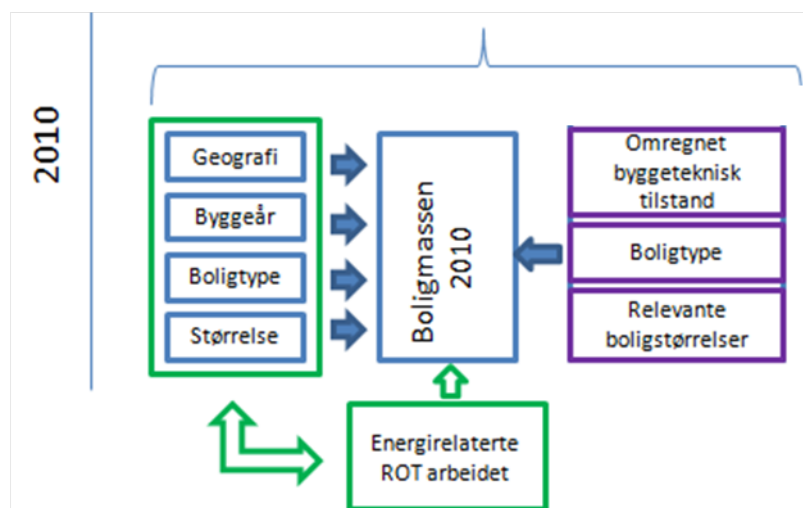 2010
Geografi
Byggeår
Boligtype
Størrelse
Boligmassen
2010
Omregnet
byggeteknisk
tilstand
Boligtype
Relevante
boligstørrelser
Energirelaterte
ROT arbeidet